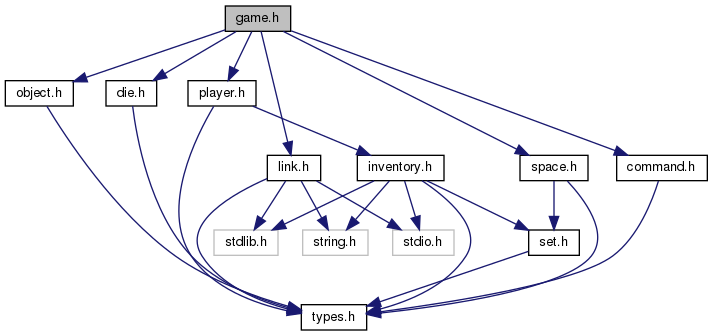 game.h
object.h
die.h
player.h
link.h
inventory.h
space.h
command.h
stdlib.h
string.h
stdio.h
set.h
types.h